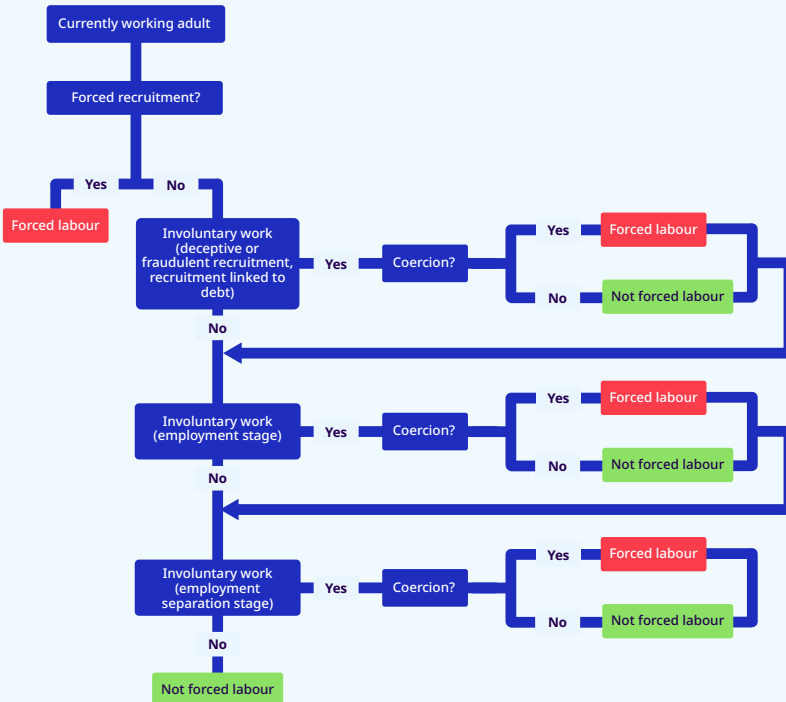 Currently working adult
Forced recruitment?
Yes
No
Forced labour
Involuntary work
(deceptive or
fraudulent recruitment,
recruitment linked to
debt)
Yes
Coercion?
Yes
Forced labour
No
Not forced labour
No
Involuntary work
(employment stage)
Yes
Coercion?
Yes
Forced labour
No
Not forced labour
No
Involuntary work
(employment
separation stage)
Yes
Coercion?
Yes
Forced labour
No
Not forced labour
No
Not forced labour